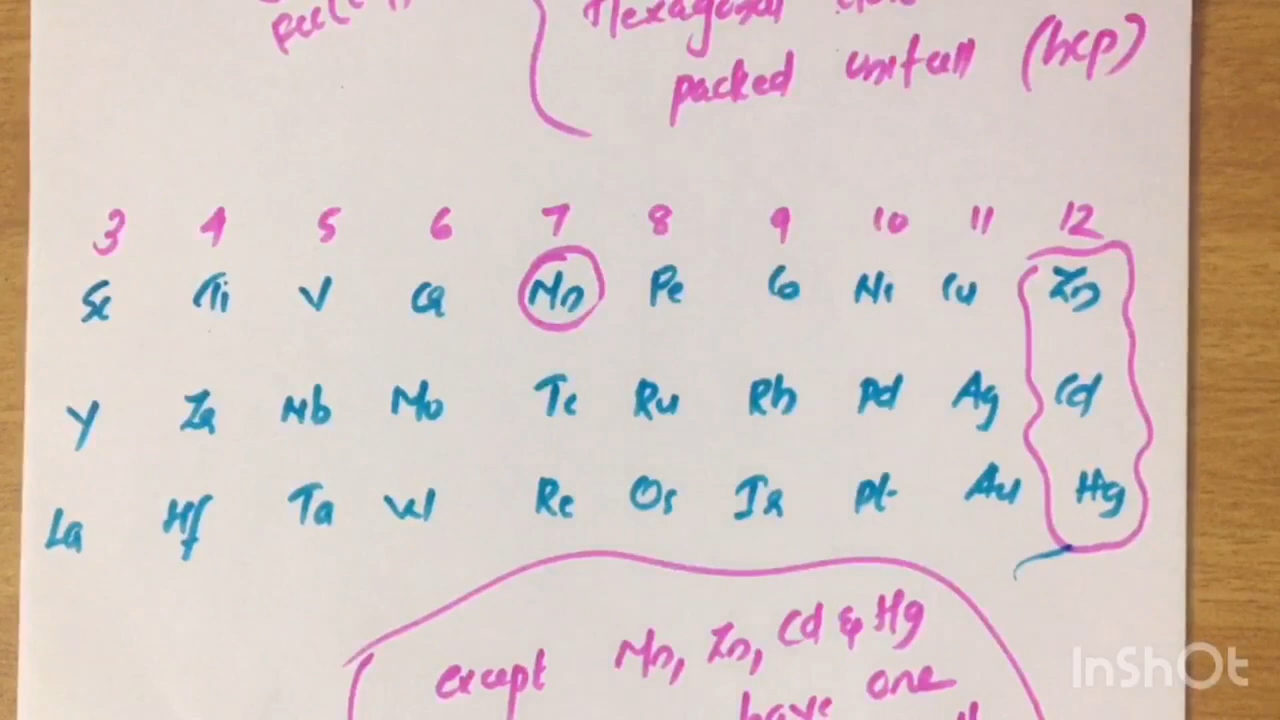 Hexagonal
packed unitcell (hcp)
3 4 5 6 7 8 9 10 11 12
Sc Ti V Cr Mn Fe Co Ni Cu Zn
Y Zr Nb Mo Tc Ru Rh Pd Ag Cd
La Hf Ta W Re Os Ir Pt Au Hg
except Mn, Zn, Cd & Hg
have one
InShOt